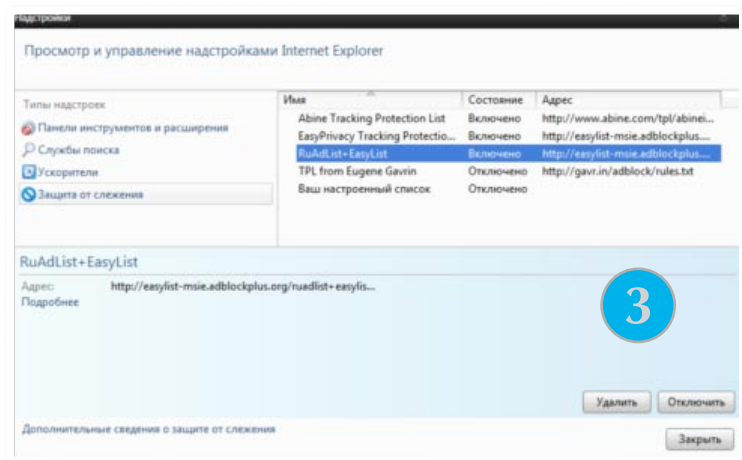 Надстройки
Просмотр и управление надстройками Internet Explorer
Типы надстроек
Панели инструментов и расширения
Службы поиска
Ускорители
Защита от слежения
Имя Состояние Адрес
Abine Tracking Protection List Включено http://www.abine.com/tpl/abinei...
EasyPrivacy Tracking Protectio... Включено http://easylist-msie.adblockplus....
RuAdList+EasyList Включено http://easylist-msie.adblockplus....
TPL from Eugene Gavrin Отключено http://gavr.in/adblock/rules.txt
Ваш настроенный список Отключено
RuAdList+EasyList
Адрес: http://easylist-msie.adblockplus.org/ruadlist+easylis...
Подробнее
3
Удалить Отключить
Дополнительные сведения о защите от слежения
Закрыть